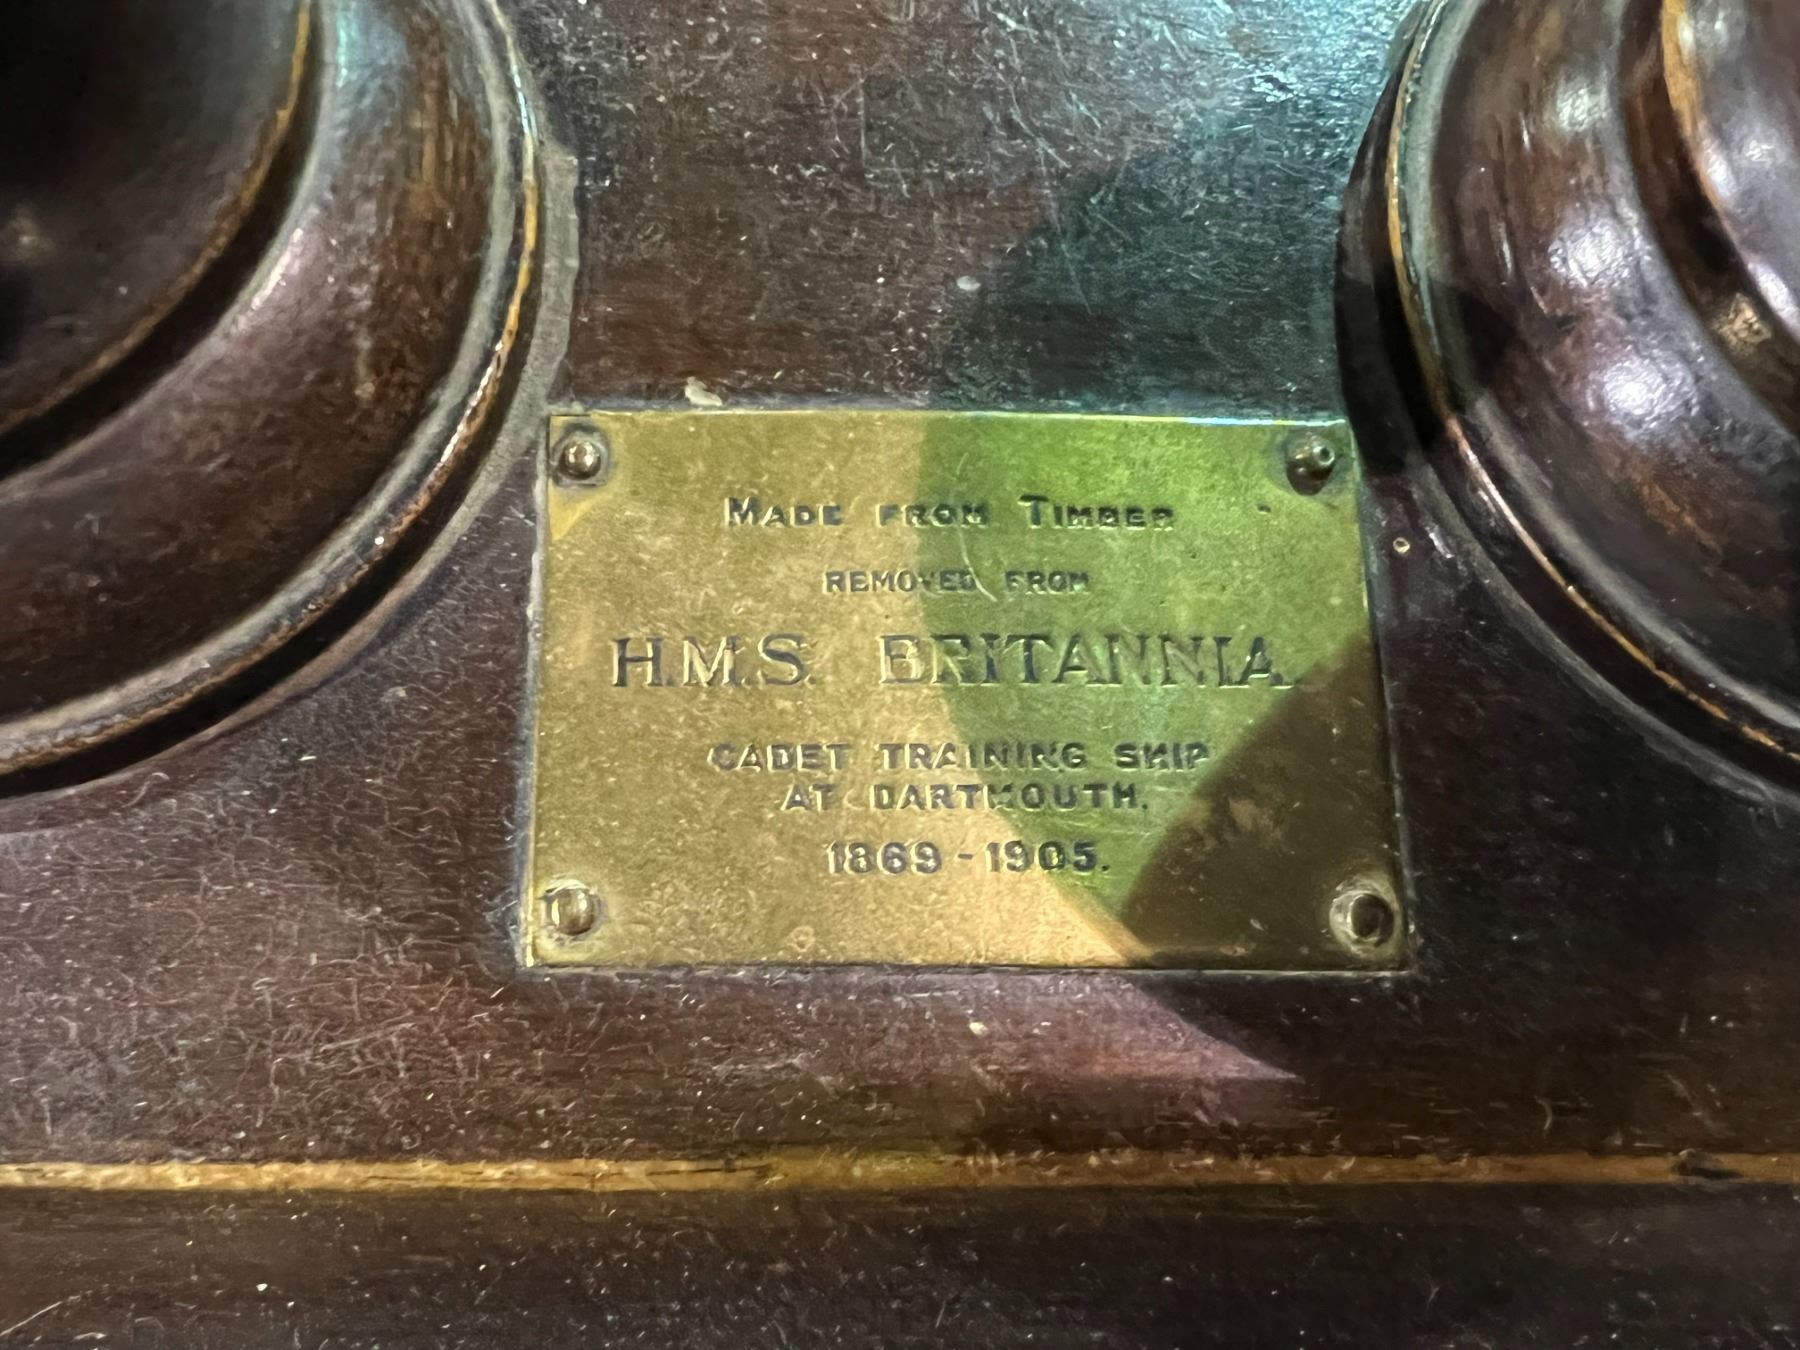 MADE FROM TIMBER
REMOVED FROM
H.M.S. BRITANNIA.
CADET TRAINING SHIP
AT DARTMOUTH.
1869-1905.